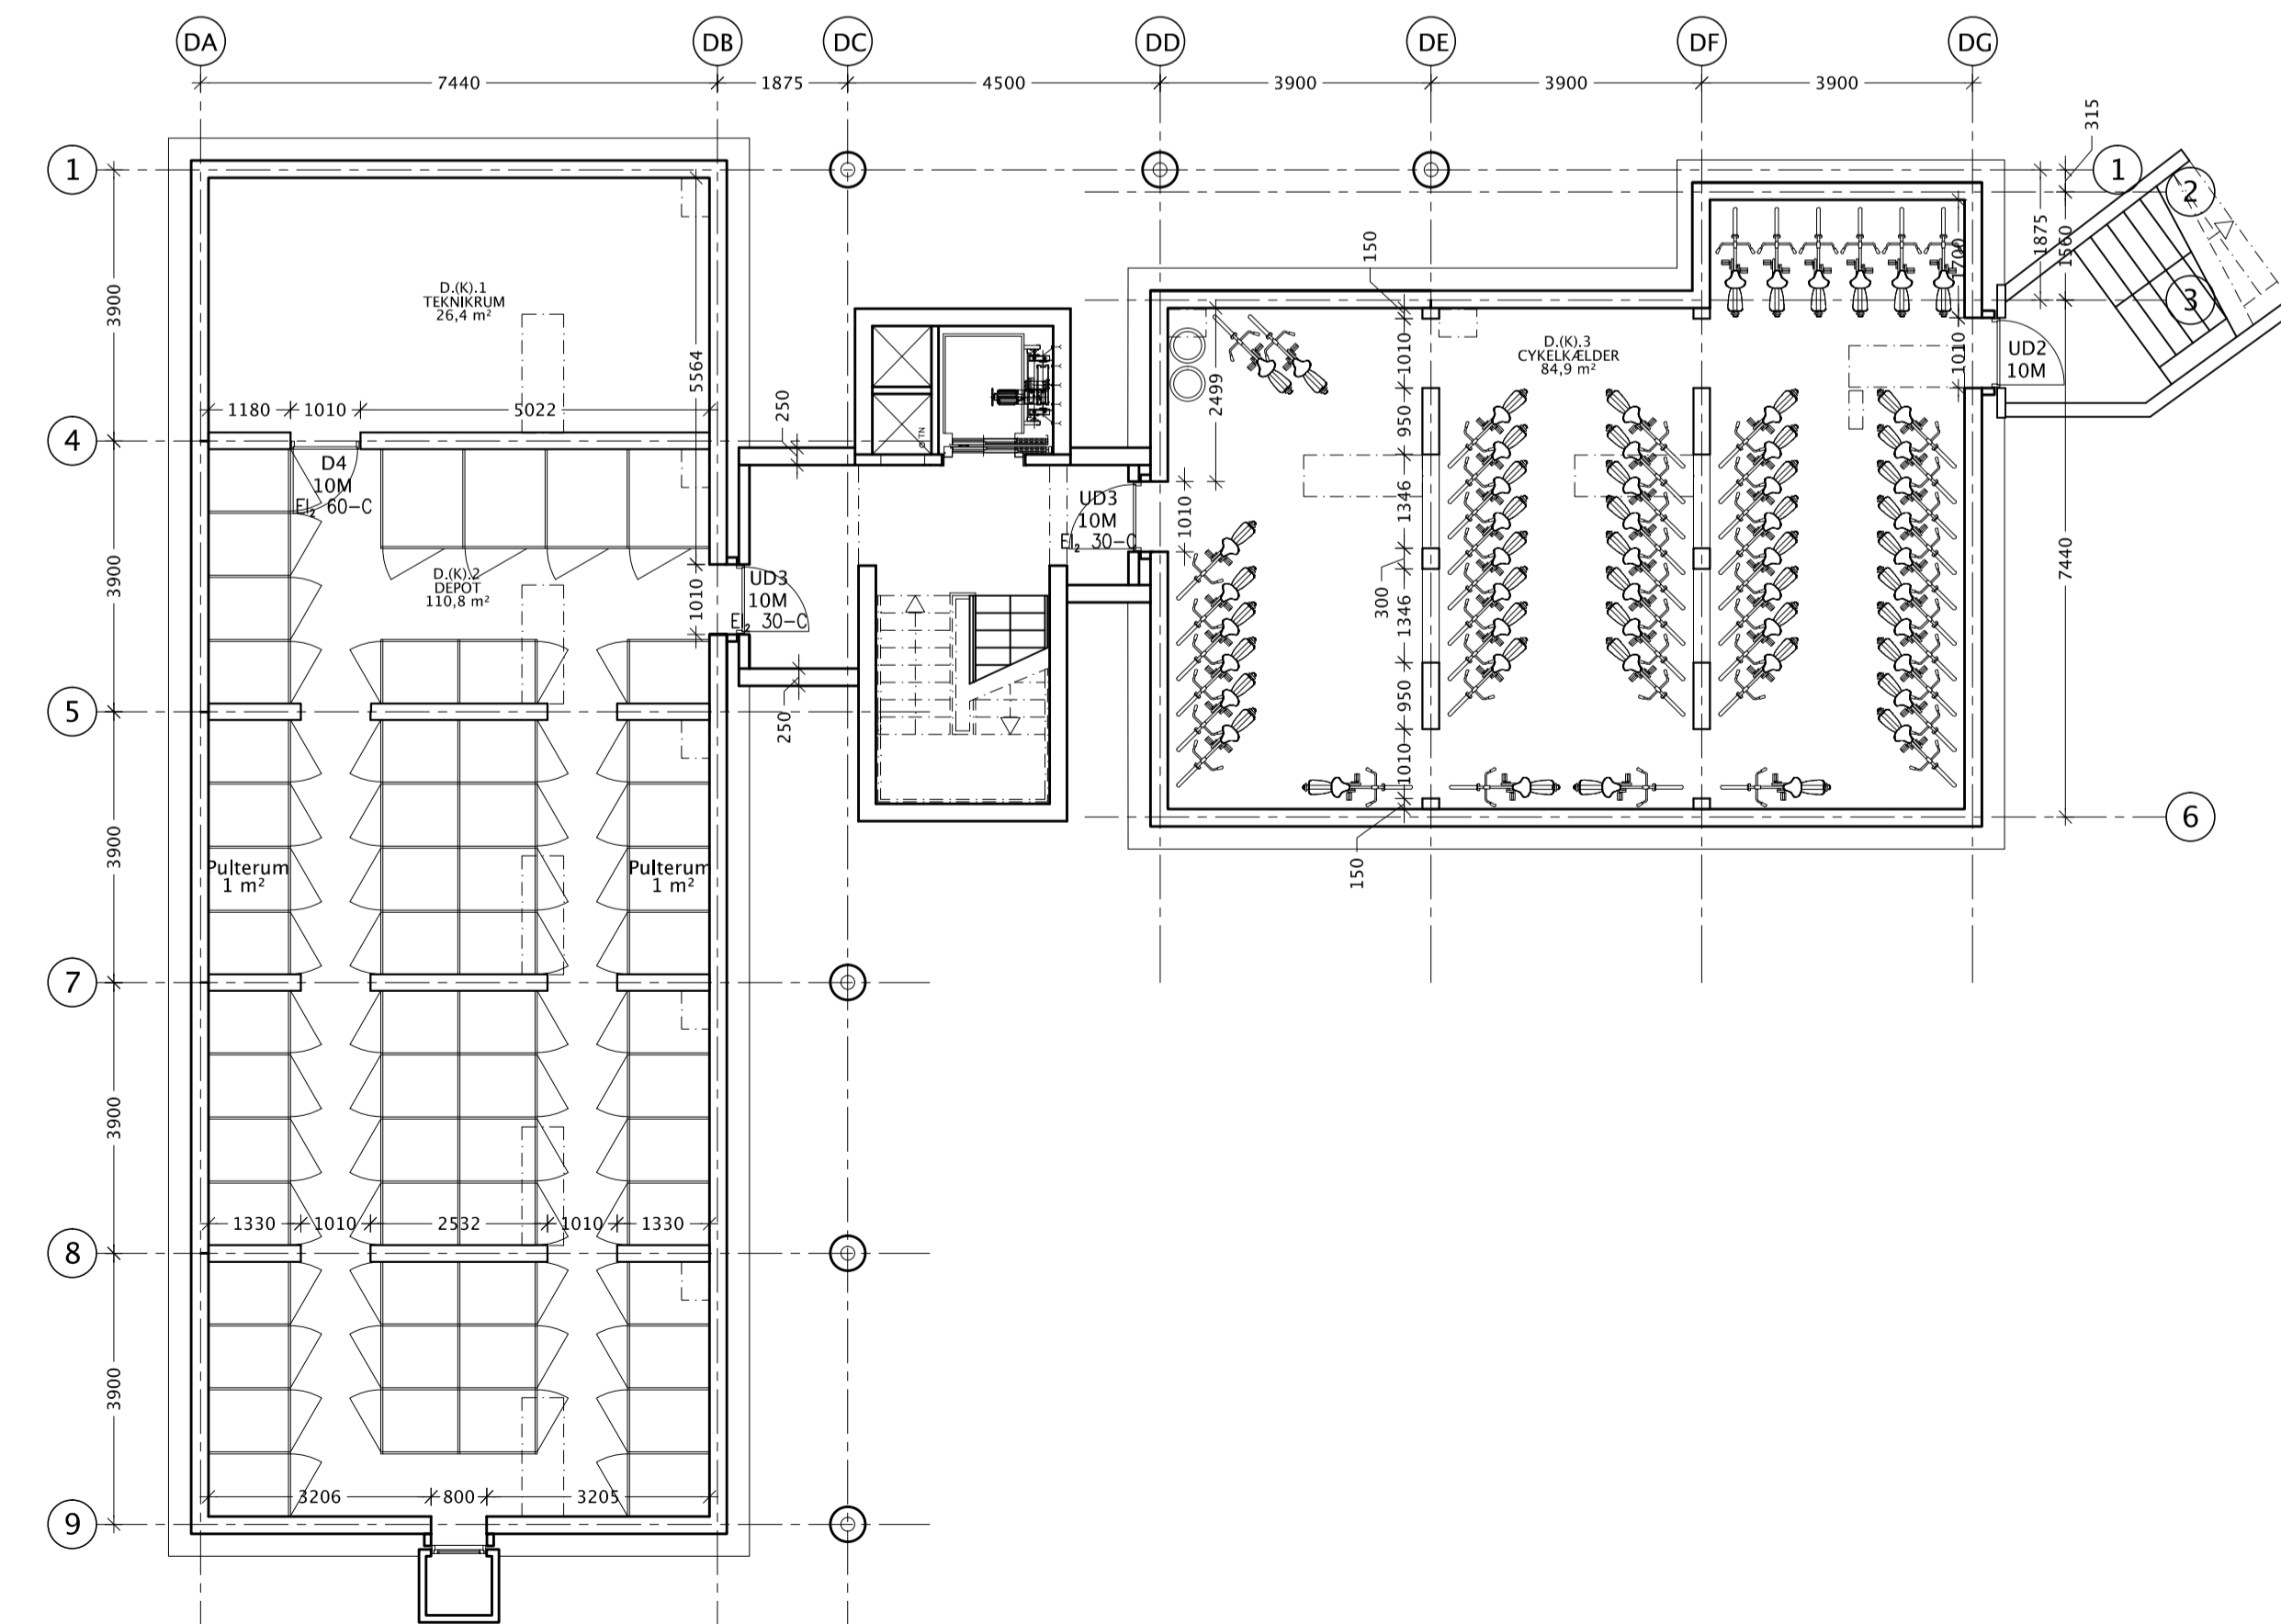 DA DB DC DD DE DF DG
7440 1875 4500 3900 3900 3900
315
1 1
2
1875
1560
1700
3
150
D.(K).1
TEKNIKRUM
26,4 m²
3900
5564
250
2499
1010
D.(K).3
CYKELKÆLDER
84,9 m²
1010
UD2
10M
1180 1010 5022
950
4
D4
10M
EI₂ 60-C
UD3
10M
EI₂ 30-C
1010
1346
3900
D.(K).2
DEPOT
110,8 m²
1010
UD3
10M
EI₂ 30-C
300
1346
7440
5
250
950
1010
6
150
3900
Pulterum
1 m²
Pulterum
1 m²
7
3900
1330 1010 2532 1010 1330
8
3900
3206 800 3205
9